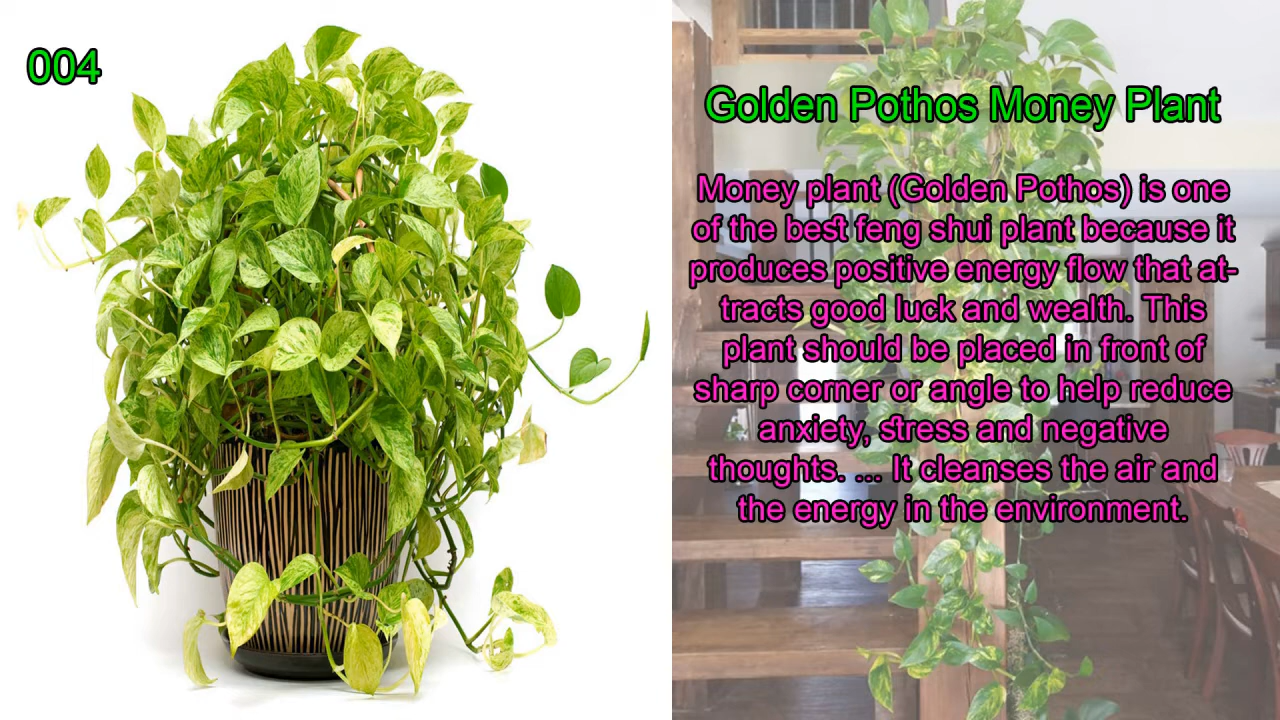 004
Golden Pothos Money Plant
Money plant (Golden Pothos) is one
of the best feng shui plant because it
produces positive energy flow that at-
tracts good luck and wealth. This
plant should be placed in front of
sharp corner or angle to help reduce
anxiety, stress and negative
thoughts. ... It cleanses the air and
the energy in the environment.